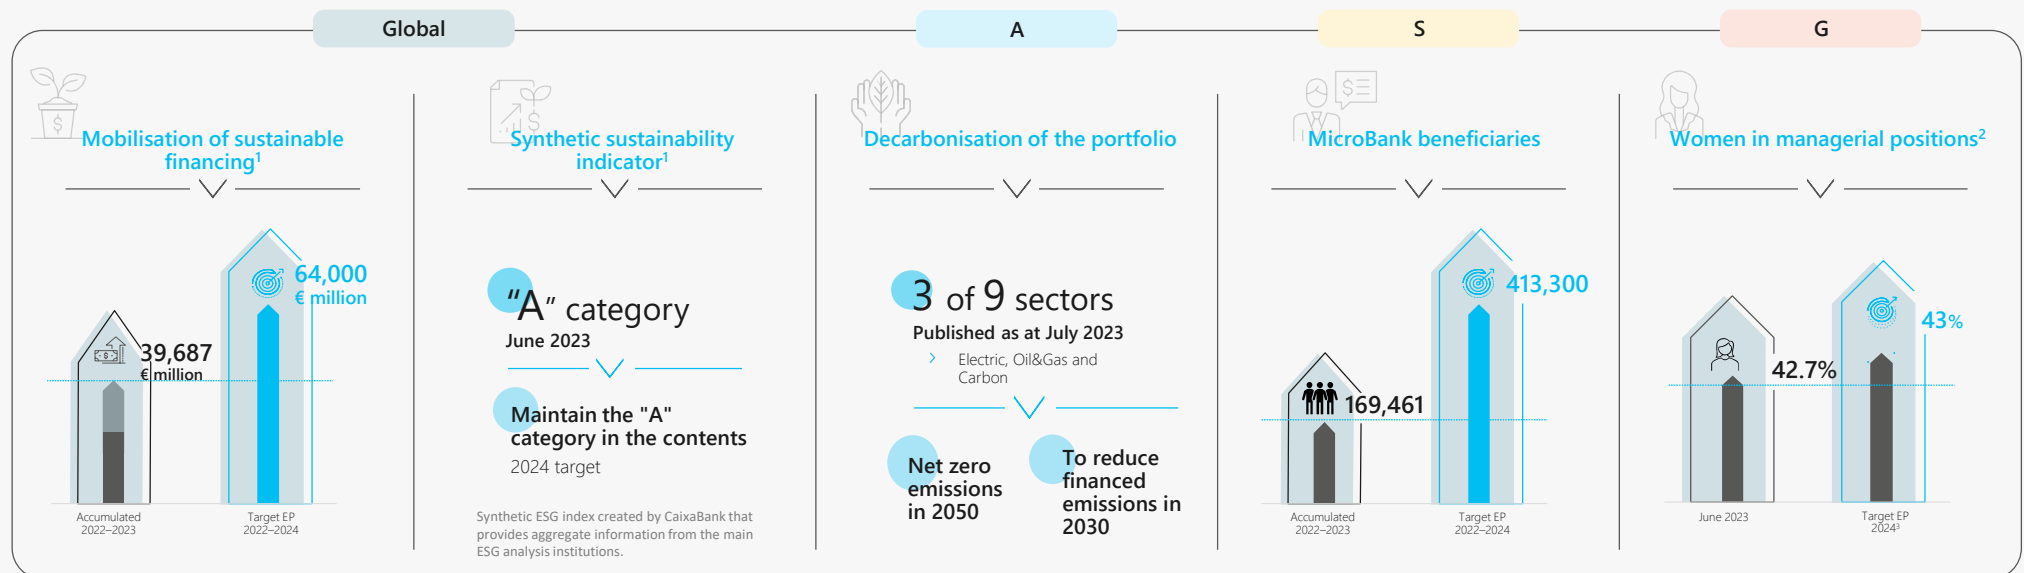 Global
A
S
G
Mobilisation of sustainable
financing¹
39,687
€ million
64,000
€ million
Accumulated
2022–2023
Target EP
2022–2024
Synthetic sustainability
indicator¹
"A" category
June 2023
Maintain the "A"
category in the contents
2024 target
Synthetic ESG index created by CaixaBank that
provides aggregate information from the main
ESG analysis institutions.
Decarbonisation of the portfolio
3 of 9 sectors
Published as at July 2023
Electric, Oil&Gas and
Carbon
Net zero
emissions
in 2050
To reduce
financed
emissions in
2030
MicroBank beneficiaries
169,461
413,300
Accumulated
2022–2023
Target EP
2022–2024
Women in managerial positions²
42.7%
43%
June 2023
Target EP
2024³